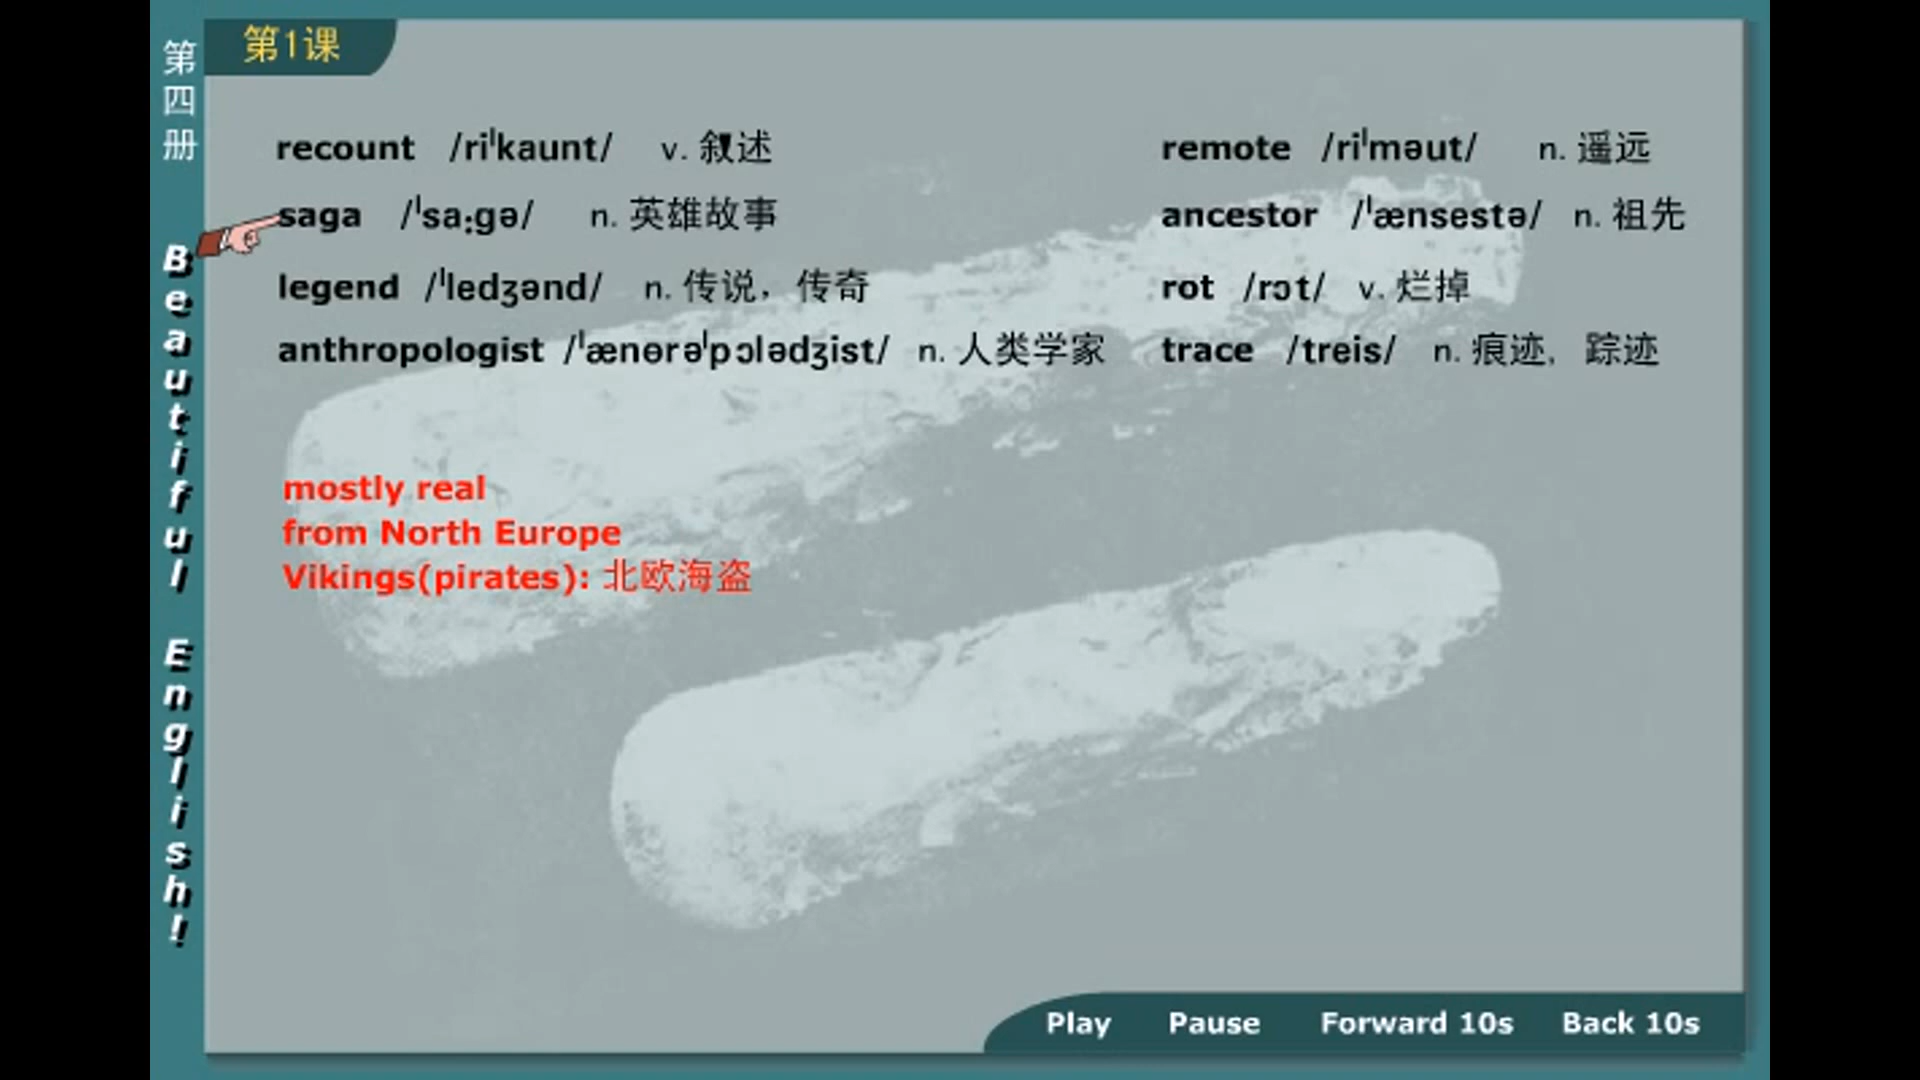 第四册
Beautiful English!
第1课
recount /riˈkaunt/ v. 叙述
saga /ˈsa:gə/ n. 英雄故事
legend /ˈledʒənd/ n. 传说，传奇
anthropologist /ˈænɵrəˈpɔlədʒist/ n. 人类学家
remote /riˈməut/ n. 遥远
ancestor /ˈænsestə/ n. 祖先
rot /rɔt/ v. 烂掉
trace /treis/ n. 痕迹，踪迹
mostly real
from North Europe
Vikings(pirates): 北欧海盗
Play Pause Forward 10s Back 10s